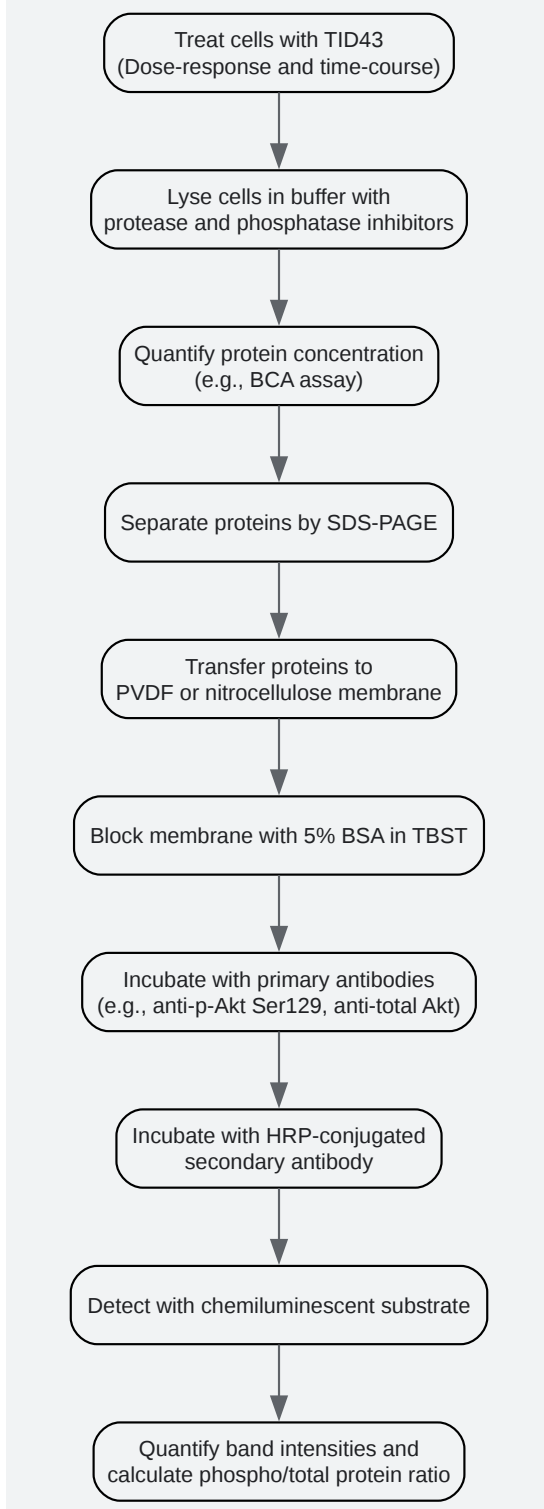 Treat cells with TID43
(Dose-response and time-course)
Lyse cells in buffer with
protease and phosphatase inhibitors
Quantify protein concentration
(e.g., BCA assay)
Separate proteins by SDS-PAGE
Transfer proteins to
PVDF or nitrocellulose membrane
Block membrane with 5% BSA in TBST
Incubate with primary antibodies
(e.g., anti-p-Akt Ser129, anti-total Akt)
Incubate with HRP-conjugated
secondary antibody
Detect with chemiluminescent substrate
Quantify band intensities and
calculate phospho/total protein ratio